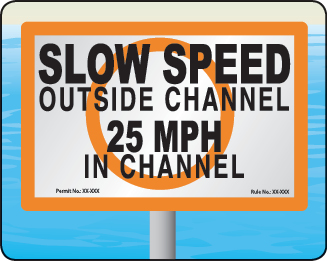 SLOW SPEED
OUTSIDE CHANNEL
25 MPH
IN CHANNEL
Permit No.: XX-XXX Rule No.: XX-XXX